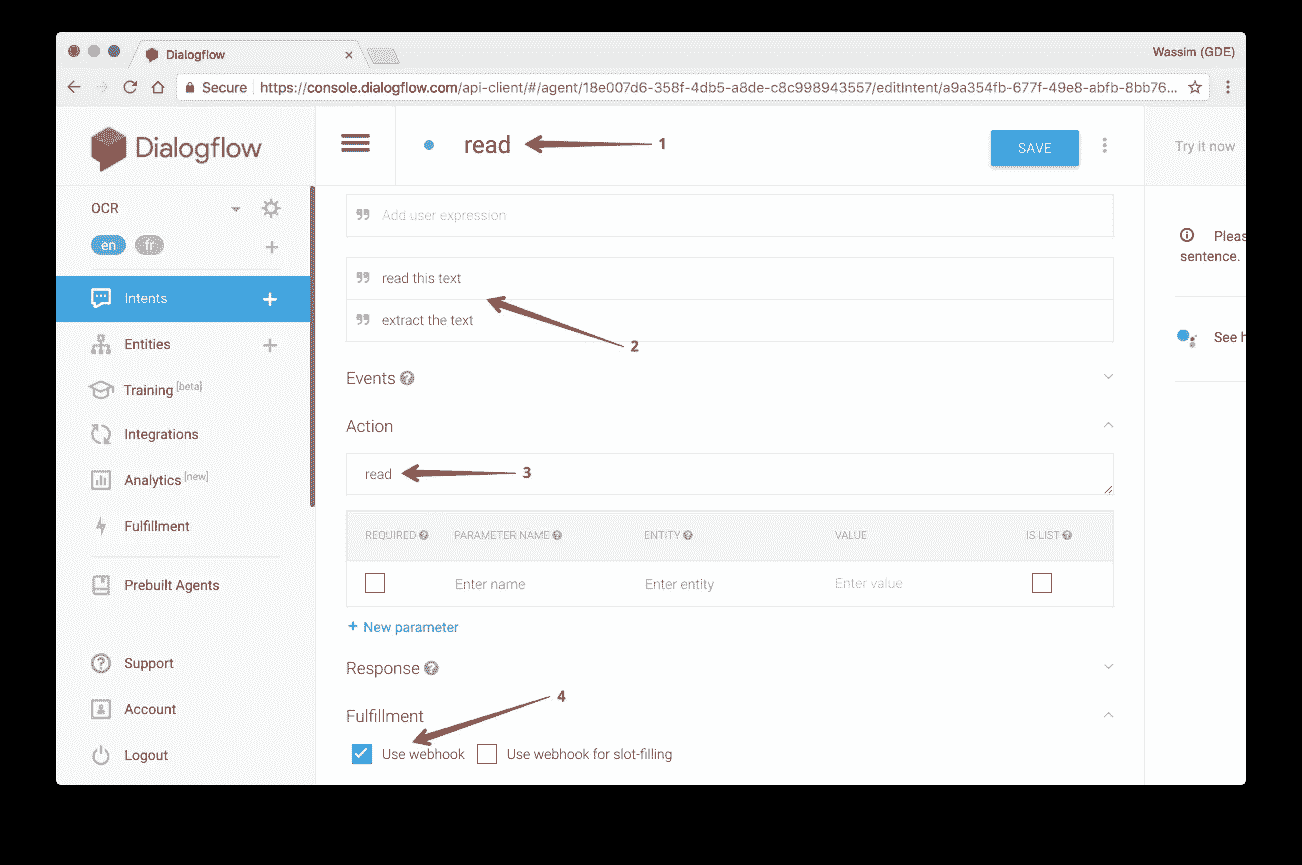 Dialogflow
Wassim (GDE)
Secure https://console.dialogflow.com/api-client/#/agent/18e007d6-358f-4db5-a8de-c8c998943557/editIntent/a9a354fb-677f-49e8-abfb-8bb76...
Dialogflow
read
1
SAVE
Try it now
OCR
en fr
Intents
Entities
Training [beta]
Integrations
Analytics [new]
Fulfillment
Prebuilt Agents
Support
Account
Logout
Add user expression
read this text
extract the text
2
Events
Action
read
3
REQUIRED PARAMETER NAME ENTITY VALUE IS LIST
Enter name Enter entity Enter value
+ New parameter
Response
4
Fulfillment
Use webhook Use webhook for slot-filling
Pleas
sentence.
See h